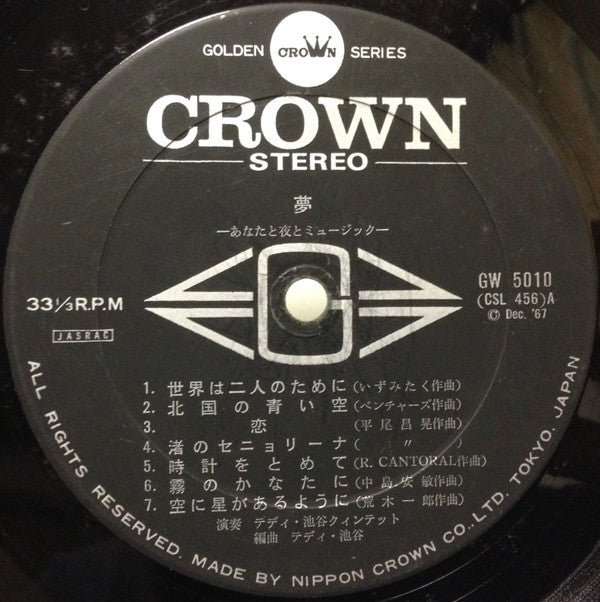 GOLDEN CROWN SERIES
CROWN
STEREO
夢
―あなたと夜とミュージック―
33⅓R.P.M
JASRAC
GW 5010
(CSL 456)A
© Dec. '67
1. 世界は二人のために(いずみたく作曲)
2. 北国の青い空(ベンチャーズ作曲)
3. 恋(平尾昌晃作曲)
4. 渚のセニョリーナ( 〃 )
5. 時計をとめて(R. CANTORAL作曲)
6. 霧のかなたに(中島安敏作曲)
7. 空に星があるように(荒木一郎作曲)
演奏 テディ・池谷クィンテット
編曲 テディ・池谷
ALL RIGHTS RESERVED. MADE BY NIPPON CROWN CO.,LTD. TOKYO, JAPAN